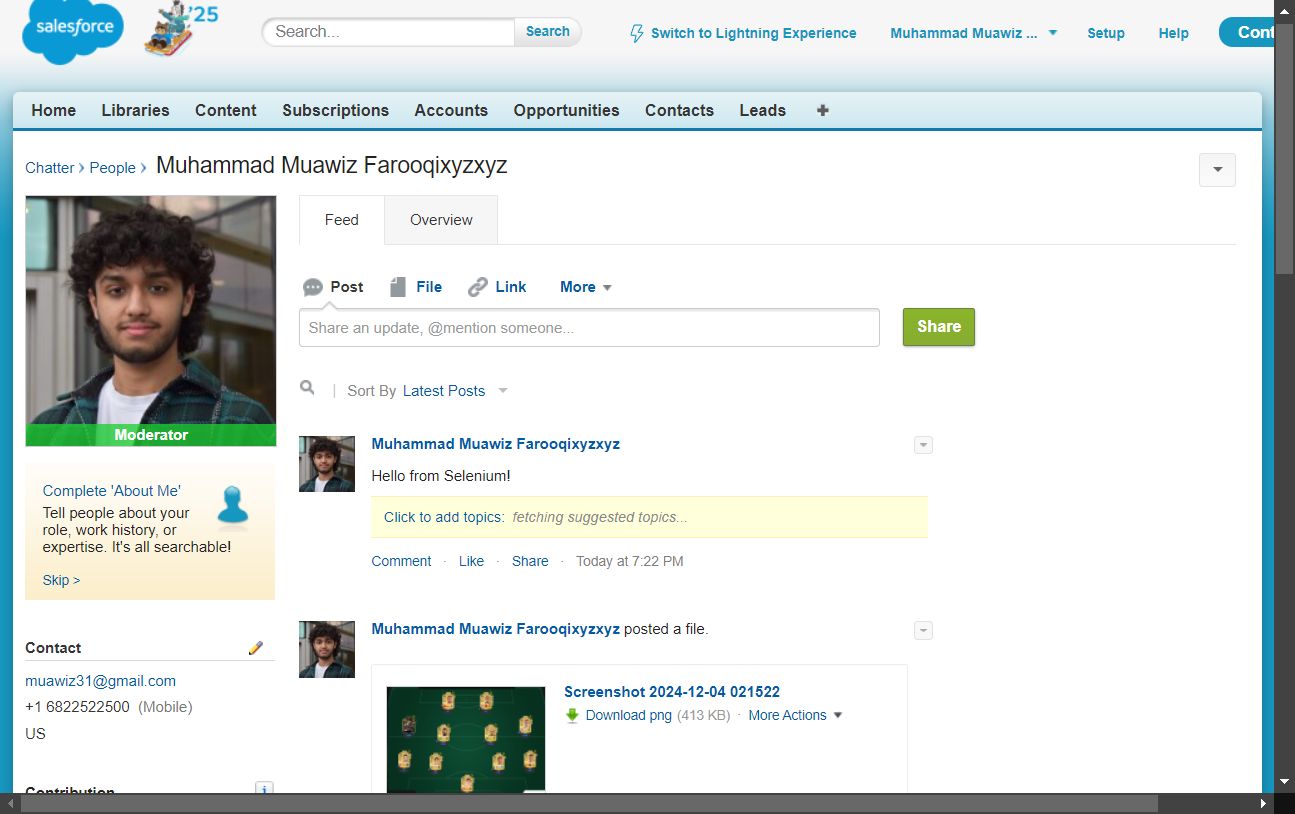 salesforce
'25
Search...
Search
Switch to Lightning Experience
Muhammad Muawiz ...
Setup
Help
Cont
Home
Libraries
Content
Subscriptions
Accounts
Opportunities
Contacts
Leads
Chatter › People › Muhammad Muawiz Farooqixyzxyz
Feed
Overview
Post
File
Link
More
Share an update, @mention someone...
Share
Sort By Latest Posts
Moderator
Complete 'About Me'
Tell people about your
role, work history, or
expertise. It's all searchable!
Skip >
Contact
muawiz31@gmail.com
+1 6822522500 (Mobile)
US
Contribution
Muhammad Muawiz Farooqixyzxyz
Hello from Selenium!
Click to add topics: fetching suggested topics...
Comment · Like · Share · Today at 7:22 PM
Muhammad Muawiz Farooqixyzxyz posted a file.
Screenshot 2024-12-04 021522
Download png (413 KB) · More Actions